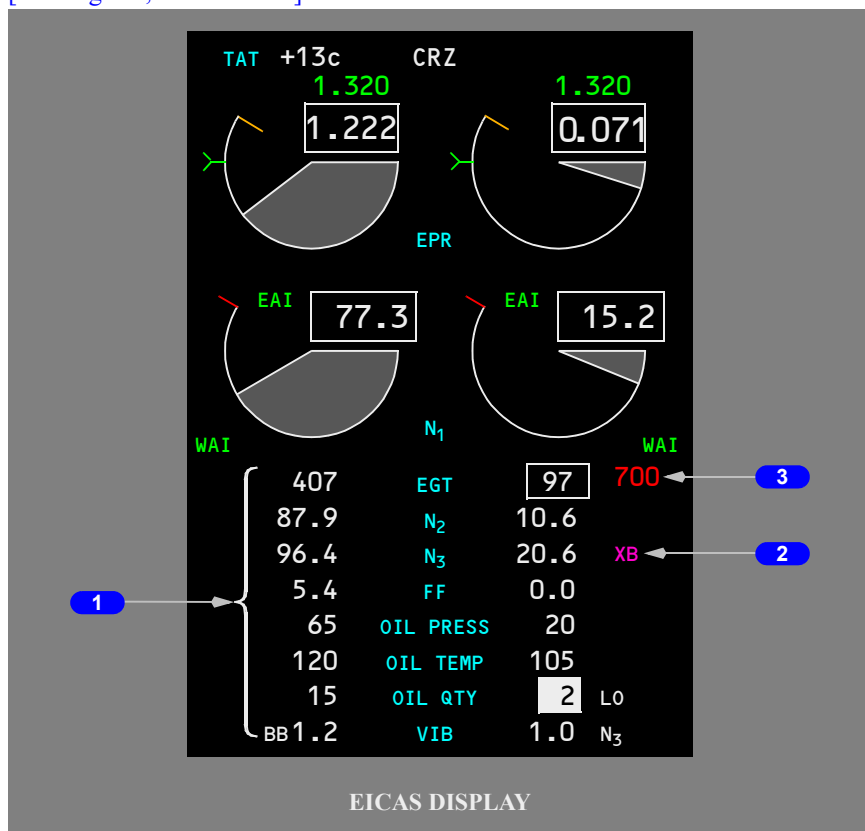 TAT +13c CRZ
1.320 1.320
1.222 0.071
EPR
EAI 77.3 EAI 15.2
N1
WAI WAI
407 EGT 97 700 3
87.9 N2 10.6
96.4 N3 20.6 XB 2
5.4 FF 0.0
1
65 OIL PRESS 20
120 OIL TEMP 105
15 OIL QTY 2 LO
BB 1.2 VIB 1.0 N3
EICAS DISPLAY